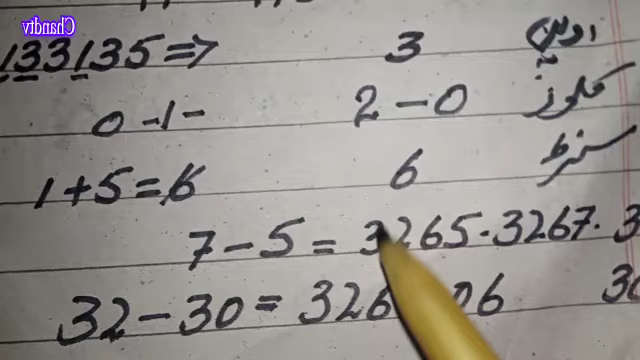 Chandtv
133135 => 3 اوپن
0-1- 2-0 کلوز
1+5=6 6 سنٹر
7-5=3265.3267.3
32-30=326 06 30